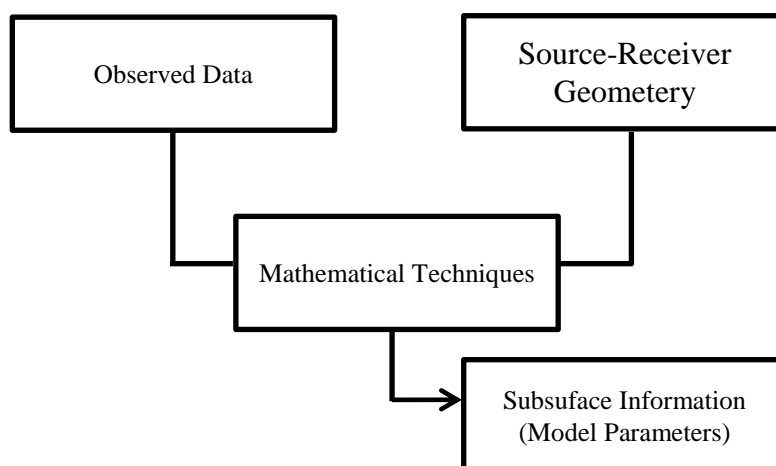 Observed Data
Source-Receiver
Geometery
Mathematical Techniques
Subsuface Information
(Model Parameters)